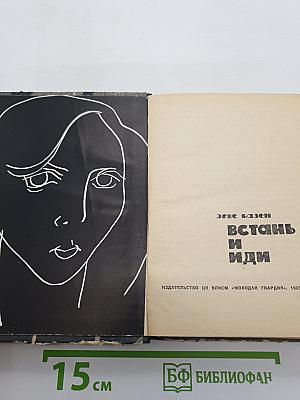 ЭРВЕ БАЗЕН
ВСТАНЬ
И
ИДИ
ИЗДАТЕЛЬСТВО ЦК ВЛКСМ «МОЛОДАЯ ГВАРДИЯ»,
15 см
БФ БИБЛИОФАН